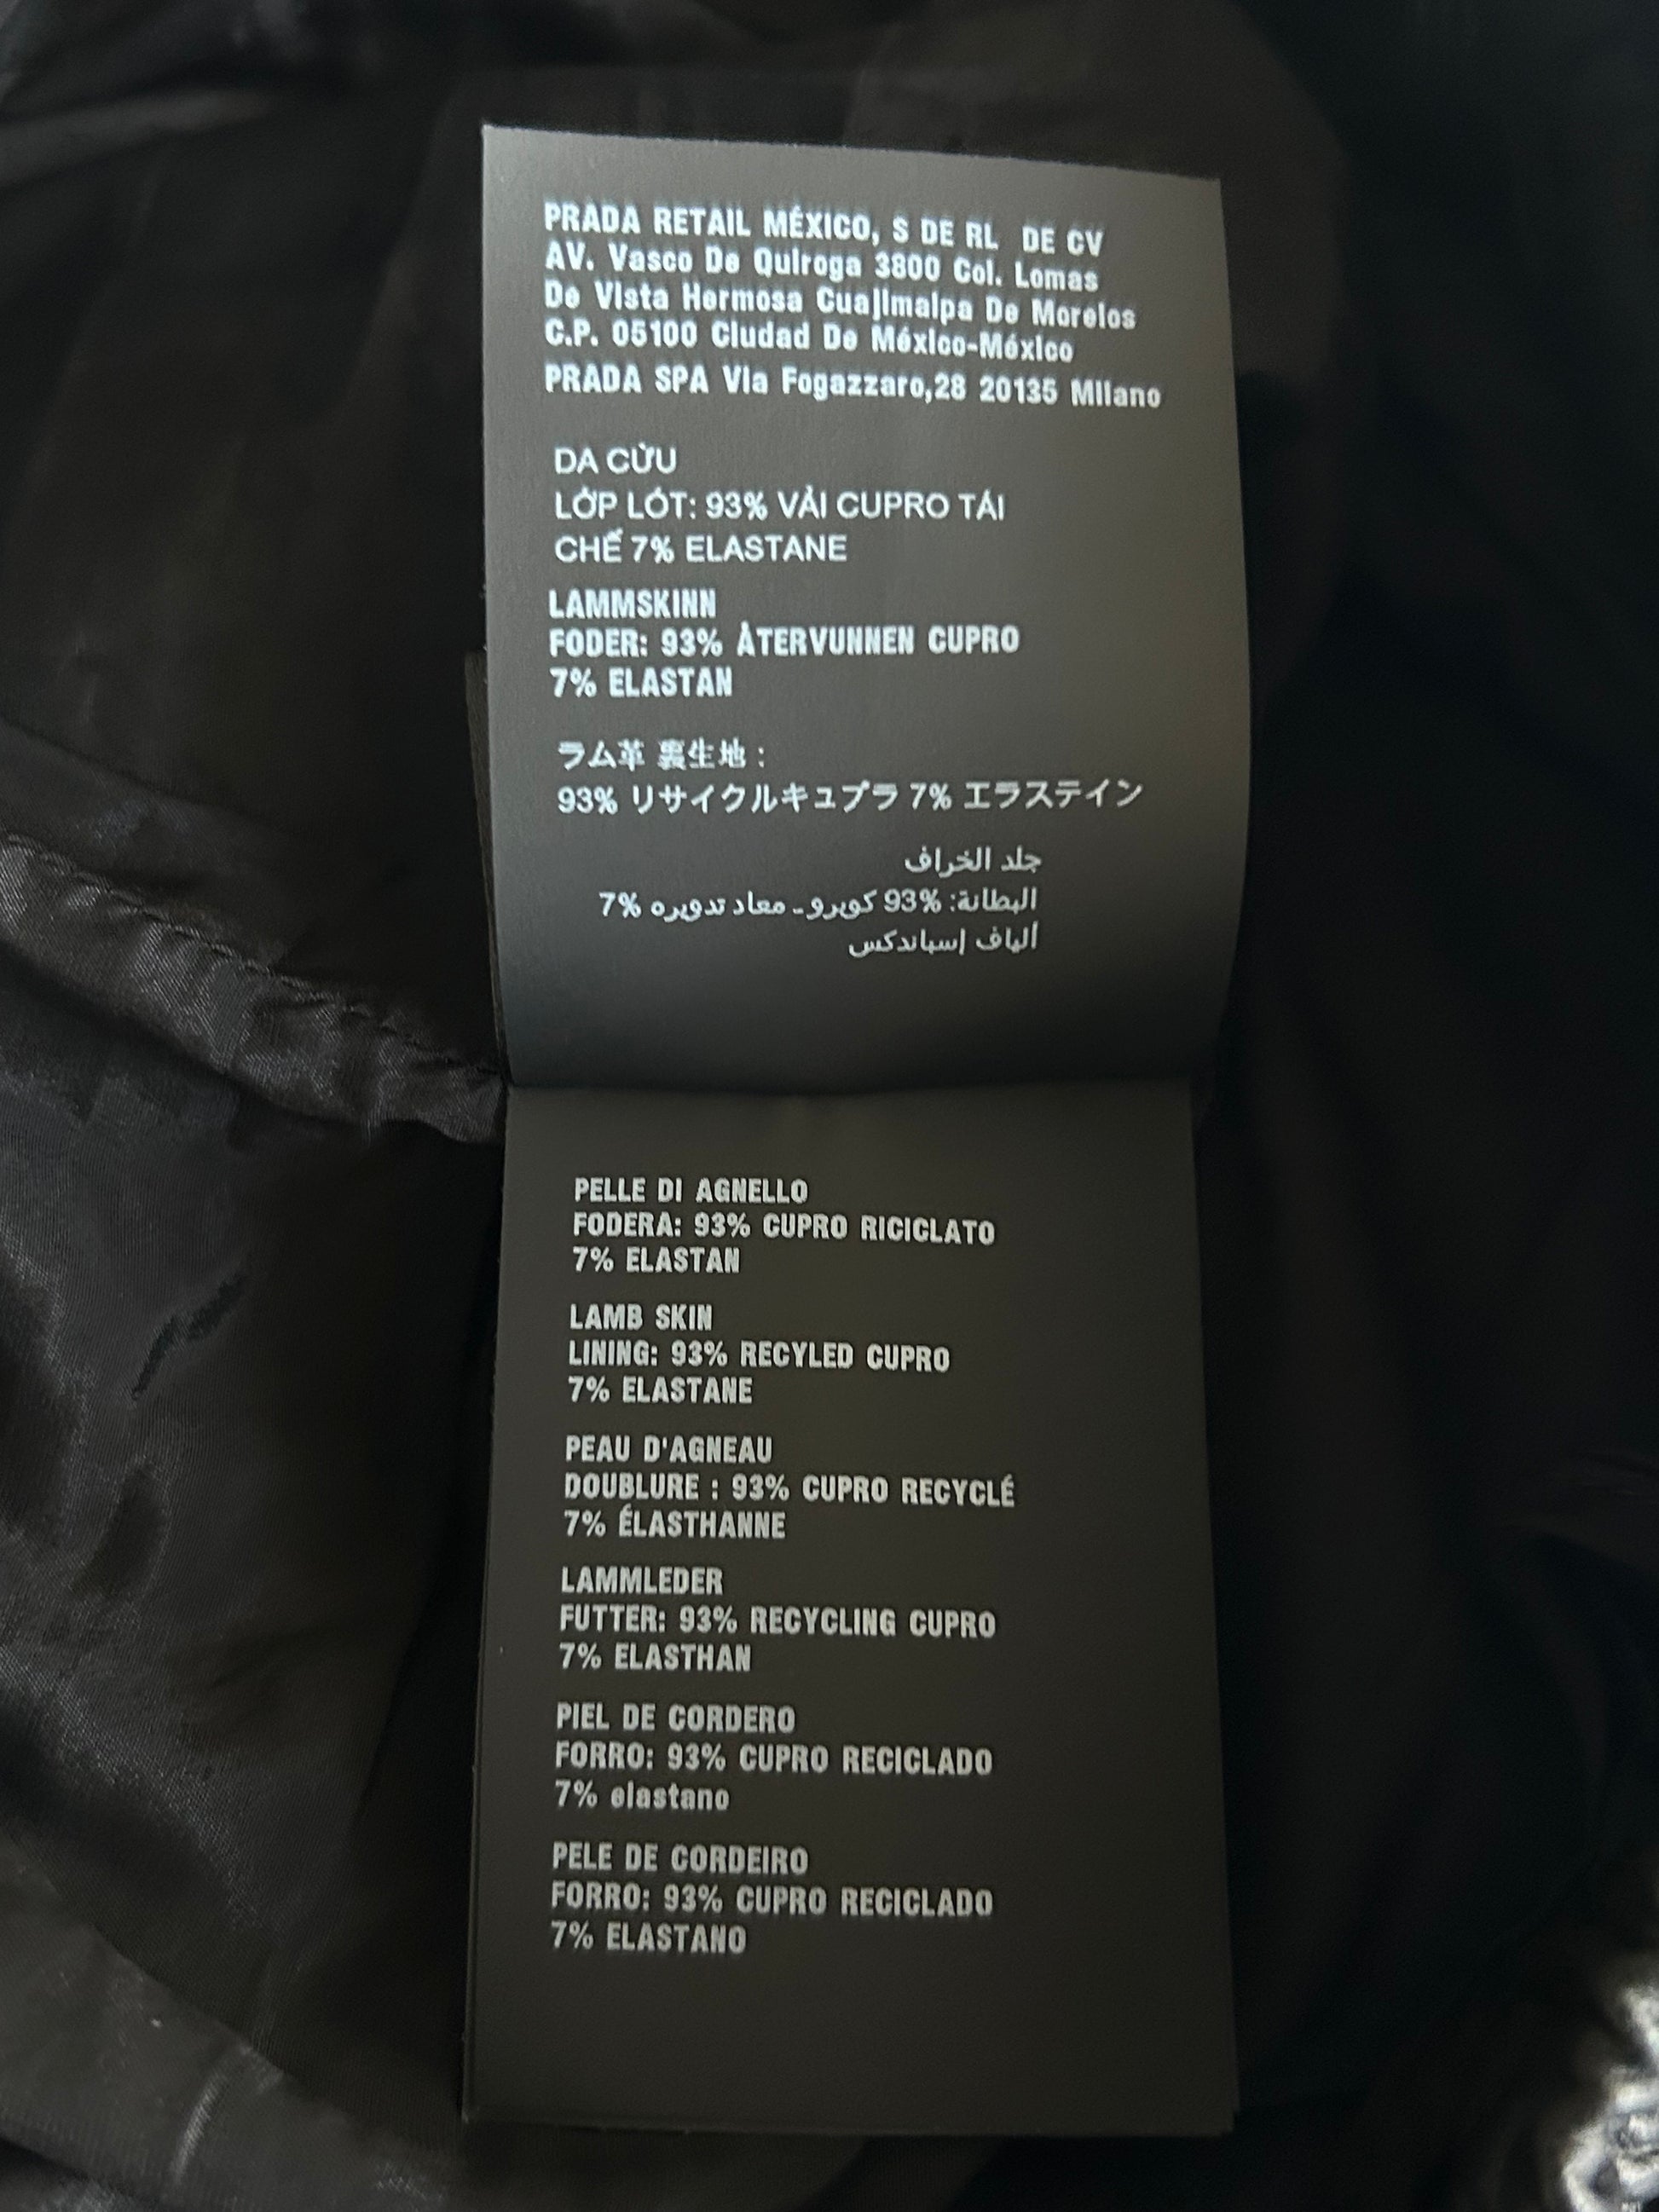 PRADA RETAIL MÉXICO, S DE RL DE CV
AV. Vasco De Quiroga 3800 Col. Lomas
De Vista Hermosa Cuajimalpa De Morelos
C.P. 05100 Ciudad De México-México
PRADA SPA Via Fogazzaro,28 20135 Milano
DA CỪU
LỚP LÓT: 93% VẢI CUPRO TÁI
CHẾ 7% ELASTANE
LAMMSKINN
FODER: 93% ÅTERVUNNEN CUPRO
7% ELASTAN
ラム革 裏生地 :
93% リサイクルキュプラ 7% エラステイン
جلد الخراف
البطانة: %93 كوبرو- معاد تدويره %7
ألياف إسباندكس
PELLE DI AGNELLO
FODERA: 93% CUPRO RICICLATO
7% ELASTAN
LAMB SKIN
LINING: 93% RECYLED CUPRO
7% ELASTANE
PEAU D'AGNEAU
DOUBLURE : 93% CUPRO RECYCLÉ
7% ÉLASTHANNE
LAMMLEDER
FUTTER: 93% RECYCLING CUPRO
7% ELASTHAN
PIEL DE CORDERO
FORRO: 93% CUPRO RECICLADO
7% elastano
PELE DE CORDEIRO
FORRO: 93% CUPRO RECICLADO
7% ELASTANO